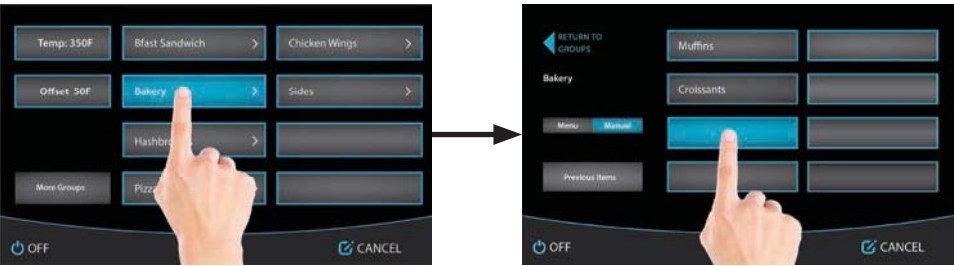 Temp: 350F
Bfast Sandwich >
Chicken Wings >
Offset 50F
Bakery >
Sides >
Hashbr
>
More Groups
Pizza
OFF
CANCEL
RETURN TO
GROUPS
Muffins
Bakery
Croissants
Menu Manual
Previous Items
OFF
CANCEL